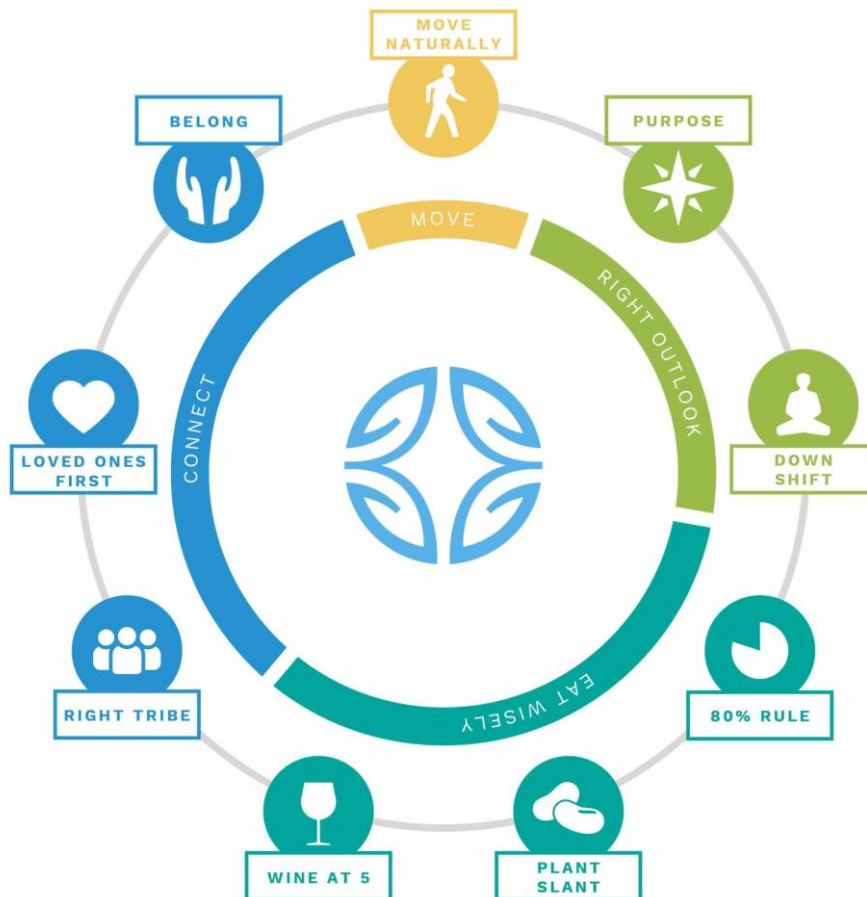 MOVE
NATURALLY
BELONG
PURPOSE
MOVE
RIGHT OUTLOOK
CONNECT
LOVED ONES
FIRST
DOWN
SHIFT
EAT WISELY
RIGHT TRIBE
80% RULE
WINE AT 5
PLANT
SLANT